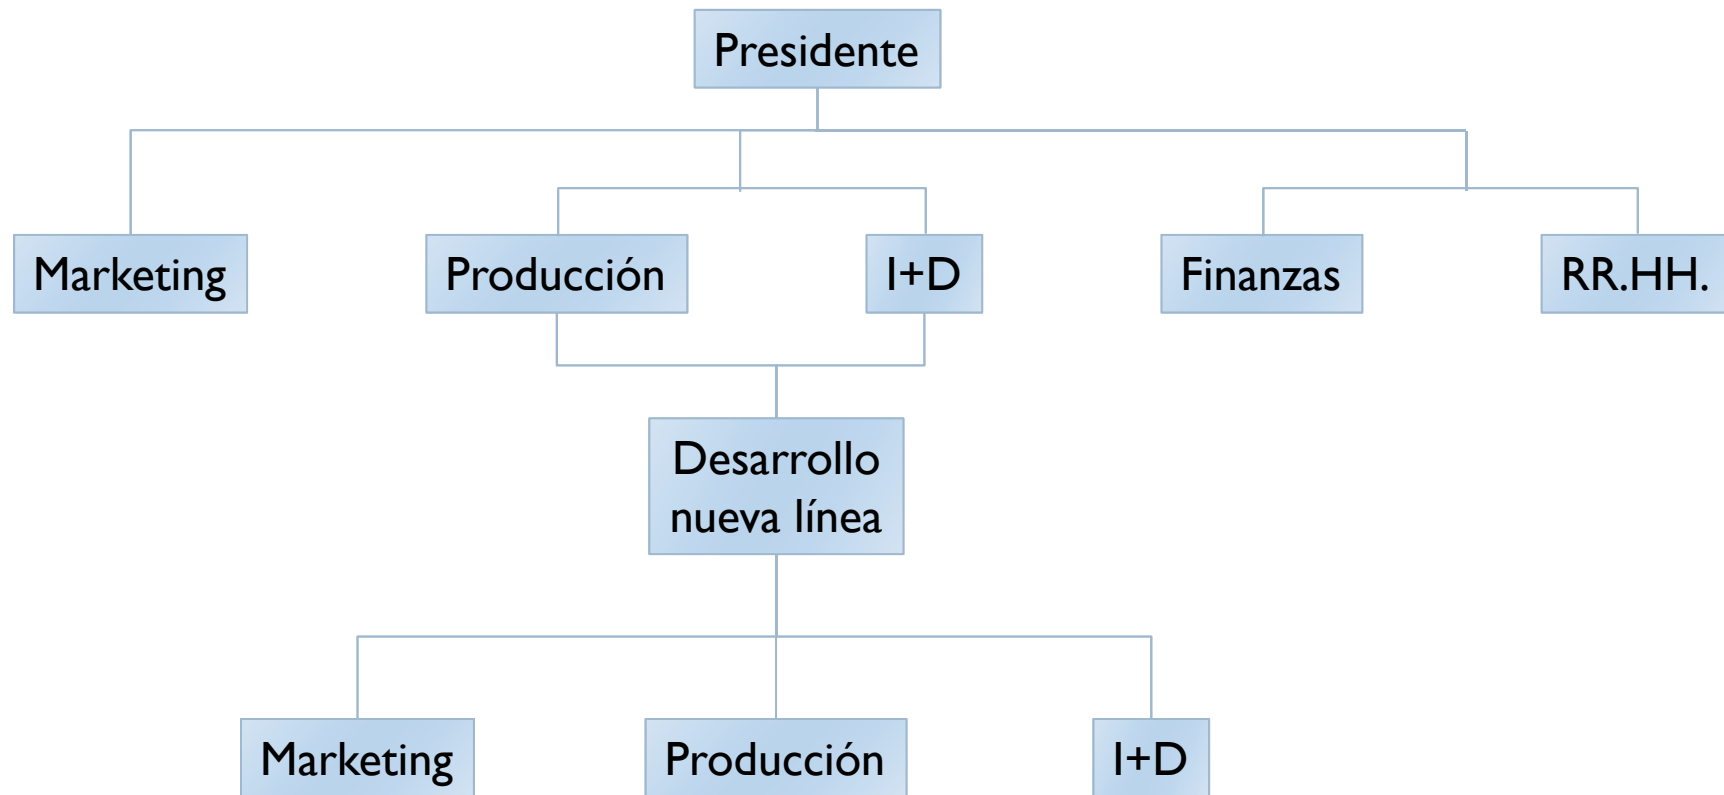 Presidente
Marketing
Producción
I+D
Finanzas
RR.HH.
Desarrollo
nueva línea
Marketing
Producción
I+D